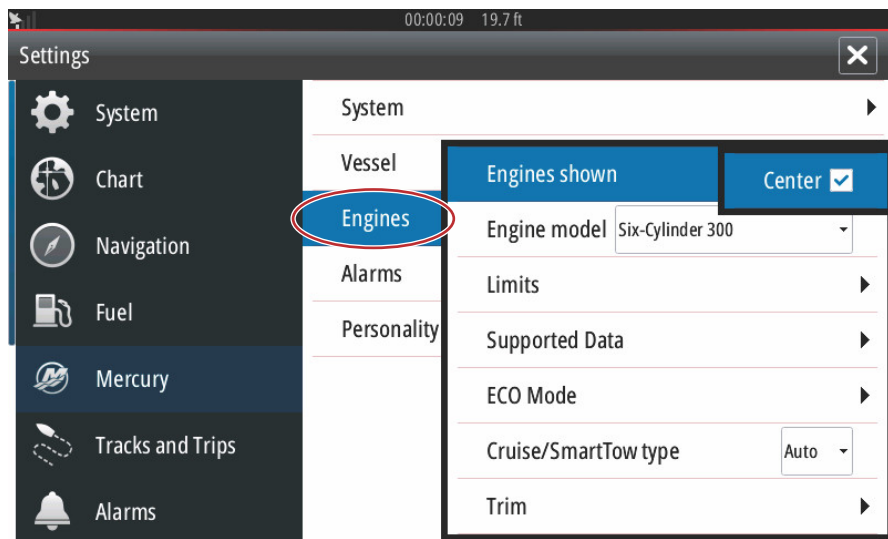 00:00:09 19.7 ft
Settings
System
Chart
Navigation
Fuel
Mercury
Tracks and Trips
Alarms
System
Vessel
Engines
Alarms
Personality
Engines shown
Center
Engine model Six-Cylinder 300
Limits
Supported Data
ECO Mode
Cruise/SmartTow type Auto
Trim